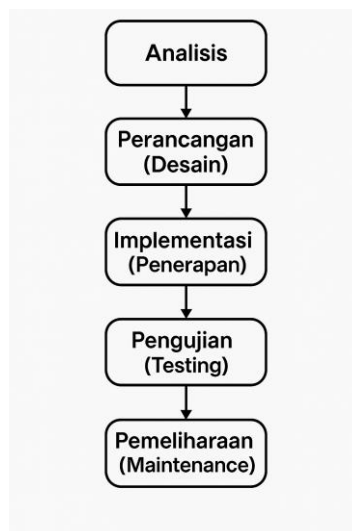 Analisis
Perancangan
(Desain)
Implementasi
(Penerapan)
Pengujian
(Testing)
Pemeliharaan
(Maintenance)